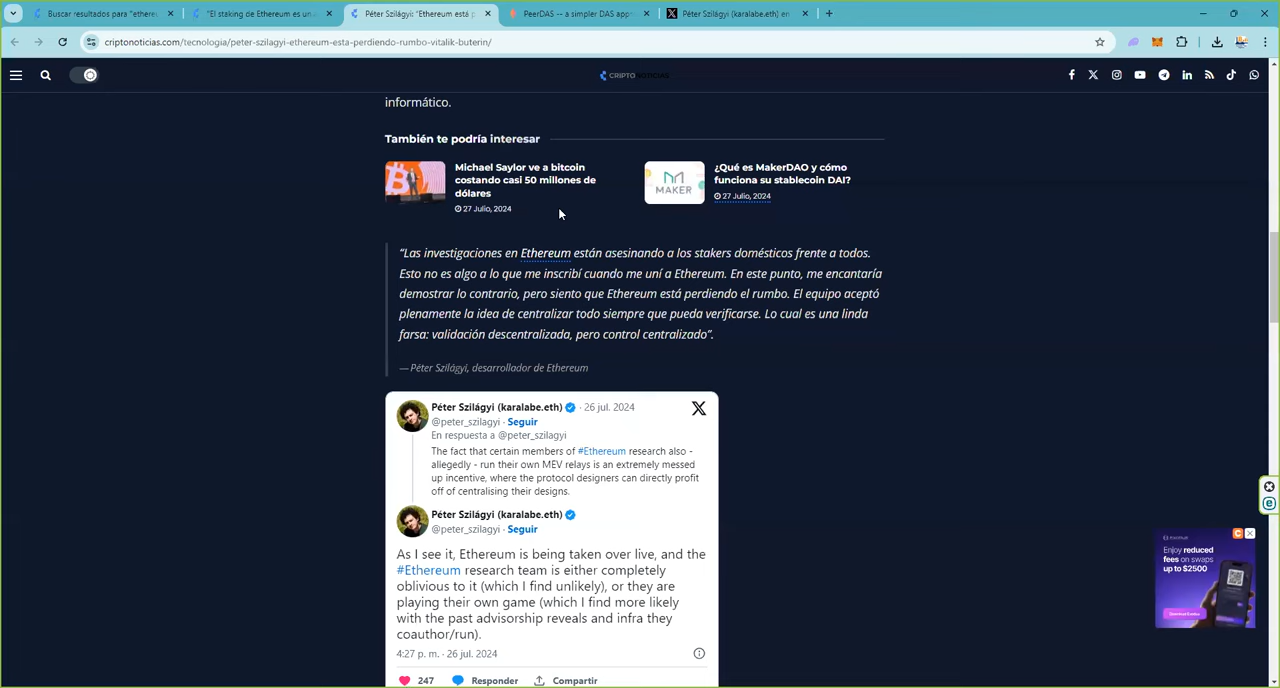 Buscar resultados para "ethere
"El staking de Ethereum es un
Péter Szilágyi: "Ethereum está p
PeerDAS -- a simpler DAS appr
Péter Szilágyi (karalabe.eth) en
criptonoticias.com/tecnologia/peter-szilagyi-ethereum-esta-perdiendo-rumbo-vitalik-buterin/
CRIPTONOTICIAS
informático.
También te podría interesar
Michael Saylor ve a bitcoin
costando casi 50 millones de
dólares
27 Julio, 2024
¿Qué es MakerDAO y cómo
funciona su stablecoin DAI?
27 Julio, 2024
MAKER
“Las investigaciones en Ethereum están asesinando a los stakers domésticos frente a todos.
Esto no es algo a lo que me inscribí cuando me uní a Ethereum. En este punto, me encantaría
demostrar lo contrario, pero siento que Ethereum está perdiendo el rumbo. El equipo aceptó
plenamente la idea de centralizar todo siempre que pueda verificarse. Lo cual es una linda
farsa: validación descentralizada, pero control centralizado”.
— Péter Szilágyi, desarrollador de Ethereum
Péter Szilágyi (karalabe.eth) · 26 jul. 2024
@peter_szilagyi · Seguir
En respuesta a @peter_szilagyi
The fact that certain members of #Ethereum research also -
allegedly - run their own MEV relays is an extremely messed
up incentive, where the protocol designers can directly profit
off of centralising their designs.
Péter Szilágyi (karalabe.eth)
@peter_szilagyi · Seguir
As I see it, Ethereum is being taken over live, and the
#Ethereum research team is either completely
oblivious to it (which I find unlikely), or they are
playing their own game (which I find more likely
with the past advisorship reveals and infra they
coauthor/run).
4:27 p. m. · 26 jul. 2024
247 Responder Compartir
Enjoy reduced
fees on swaps
up to $2500